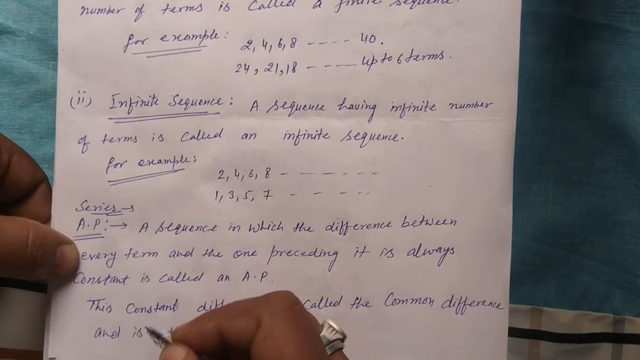 number of terms is called a finite sequence.
for example: 2, 4, 6, 8 ---- 40.
24, 21, 18 ---- up to 6 terms.
(ii) Infinite Sequence: A sequence having infinite number
of terms is called an infinite sequence.
for example:
2, 4, 6, 8 - - - - - -
1, 3, 5, 7 - - - - -
Series →
A.P: → A sequence in which the difference between
every term and the one preceding it is always
Constant is called an A.P.
This Constant diff called the Common difference
and is